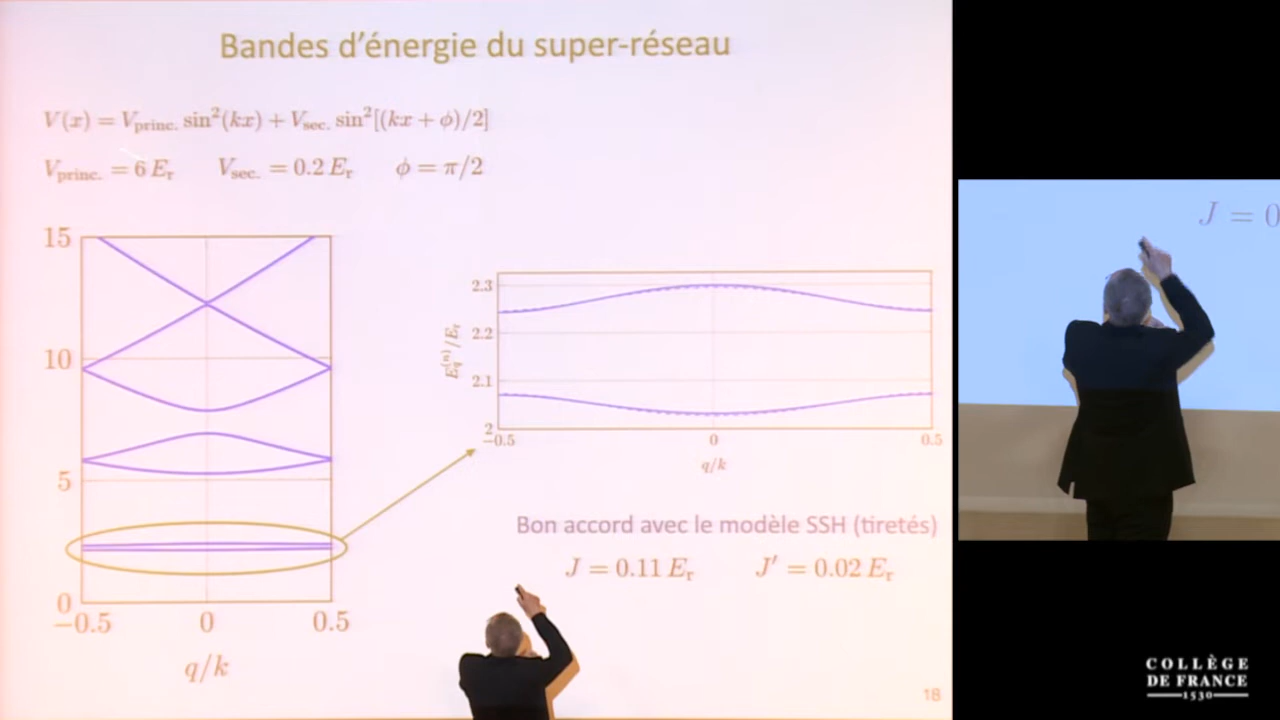 Bandes d'énergie du super-réseau
V(x) = V_princ. sin²(kx) + V_sec. sin²[(kx + ϕ)/2]
V_princ. = 6 E_r V_sec. = 0.2 E_r ϕ = π/2
15
10
5
0
−0.5 0 0.5
q/k
2.3
2.2
2.1
2
E_q^(n)/E_r
−0.5 0 0.5
q/k
Bon accord avec le modèle SSH (tiretés)
J = 0.11 E_r J′ = 0.02 E_r
18
J = 0
COLLÈGE
DE FRANCE
1530